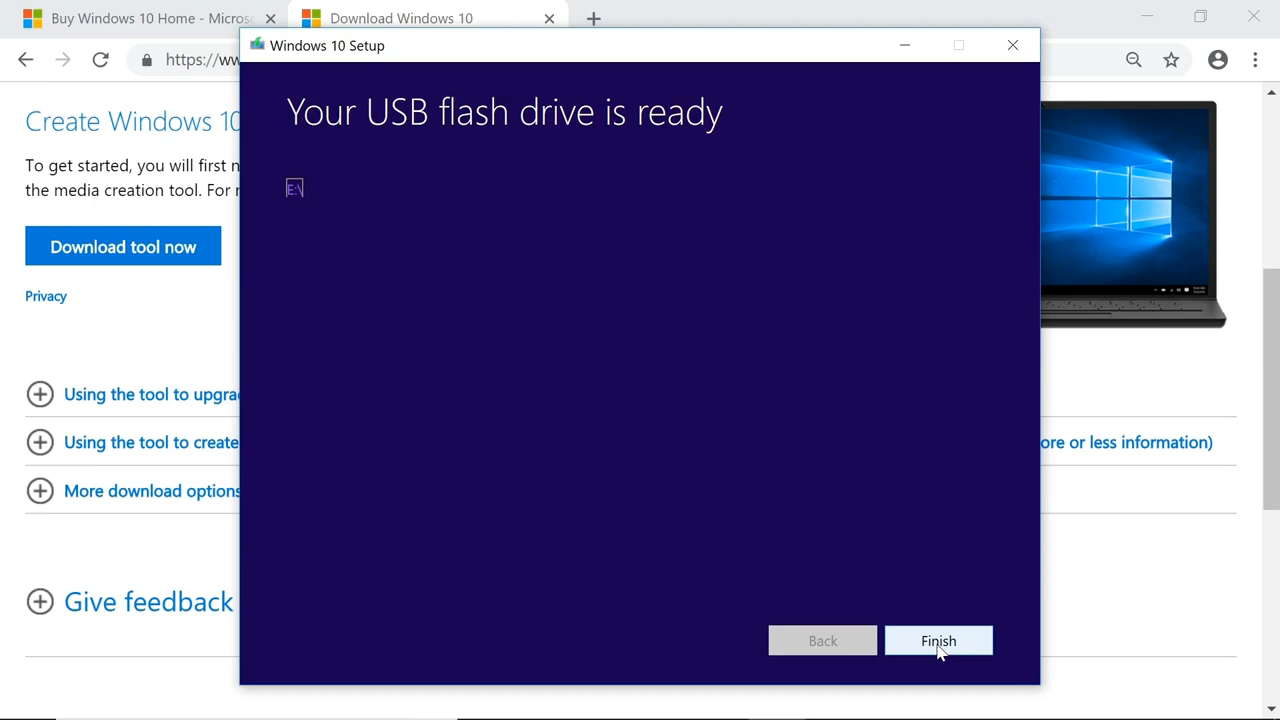 Buy Windows 10 Home - Micros
Download Windows 10
Windows 10 Setup
https://ww
Your USB flash drive is ready
E:\
Create Windows 10
To get started, you will first n
the media creation tool. For
Download tool now
Privacy
Using the tool to upgra
Using the tool to create
ore or less information)
More download options
Give feedback
Back
Finish